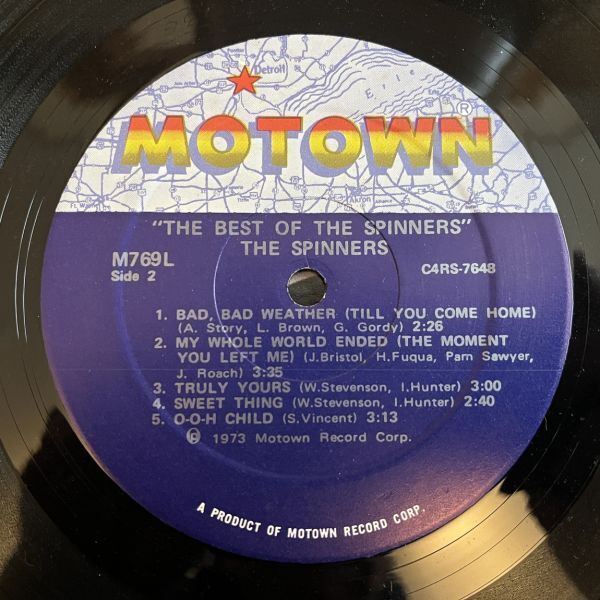 Detroit
Erie
MOTOWN®
Akron
"THE BEST OF THE SPINNERS"
THE SPINNERS
M769L
Side 2
C4RS-7648
1. BAD, BAD WEATHER (TILL YOU COME HOME)
(A. Story, L. Brown, G. Gordy) 2:26
2. MY WHOLE WORLD ENDED (THE MOMENT
YOU LEFT ME) (J.Bristol, H.Fuqua, Pam Sawyer,
J. Roach) 3:35
3. TRULY YOURS (W.Stevenson, I.Hunter) 3:00
4. SWEET THING (W.Stevenson, I.Hunter) 2:40
5. O-O-H CHILD (S.Vincent) 3:13
℗ 1973 Motown Record Corp.
A PRODUCT OF MOTOWN RECORD CORP.